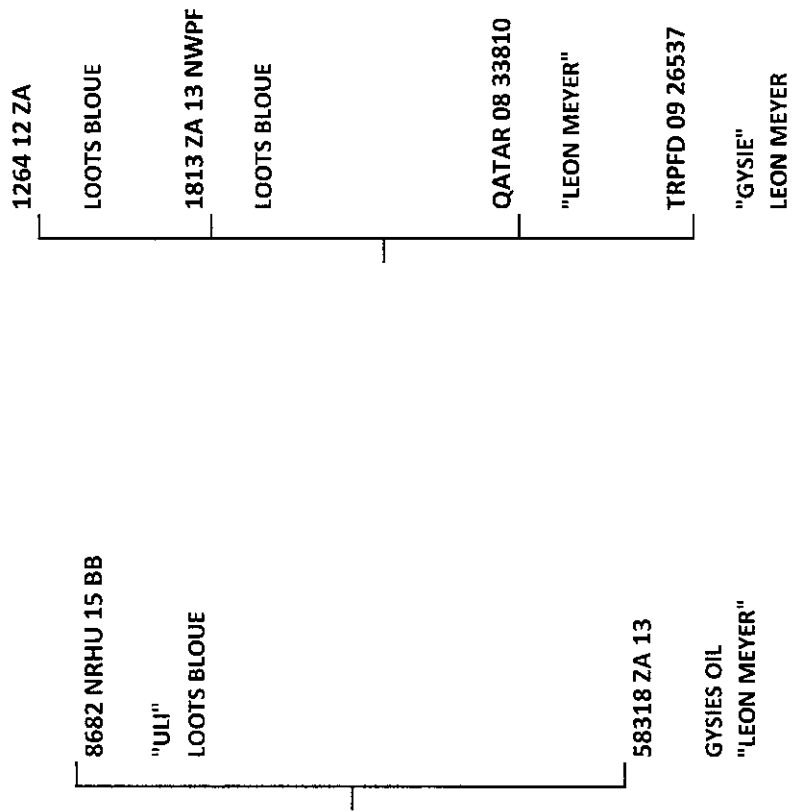 8682 NRHU 15 BB
"ULI"
LOOTS BLOUE
58318 ZA 13
GYSIES OIL
"LEON MEYER"
1264 12 ZA
LOOTS BLOUE
1813 ZA 13 NWPF
LOOTS BLOUE
QATAR 08 33810
"LEON MEYER"
TRPFD 09 26537
"GYSIE"
LEON MEYER